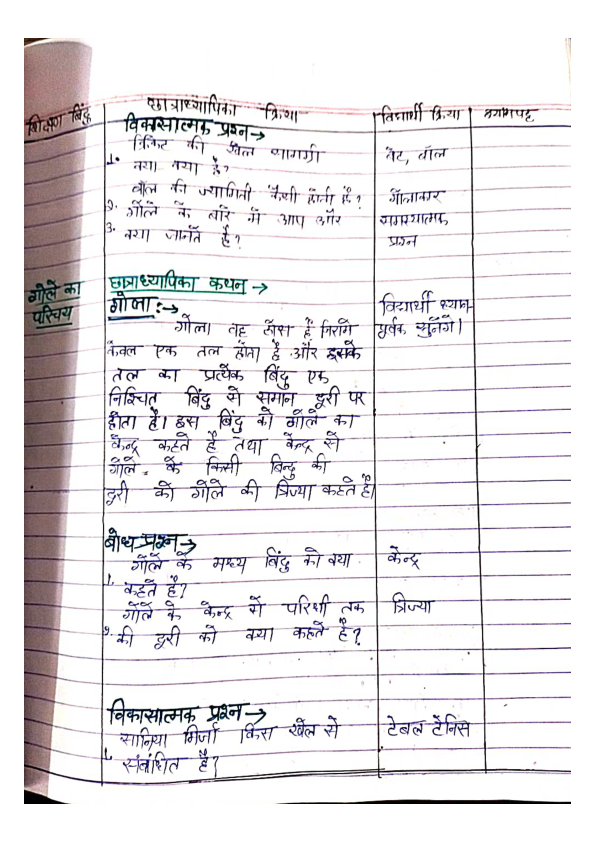 शिक्षण बिंदु छात्राध्यापिका क्रिया विद्यार्थी क्रिया श्यामपट्ट
विकासात्मक प्रश्न →
क्रिकेट की खेल सामग्री बेट, बॉल
1. क्या क्या है?
बॉल की ज्यामिती कैसी होती है? गोलाकार
2. गोले के बारे में आप और समस्यात्मक
3. क्या जानते हैं? प्रश्न
छात्राध्यापिका कथन →
गोले का गोला :→ विद्यार्थी ध्यान-
परिचय गोला वह ठोस है जिसमें पूर्वक सुनेंगे।
केवल एक तल होता है और इसके
तल का प्रत्येक बिंदु एक
निश्चित बिंदु से समान दूरी पर
होता है। इस बिंदु को गोले का
केन्द्र कहते है तथा केन्द्र से
गोले के किसी बिन्दु की
दूरी को गोले की त्रिज्या कहते है।
बोध प्रश्न →
गोले के मध्य बिंदु को क्या केन्द्र
1. कहते है?
गोले के केन्द्र से परिधी तक त्रिज्या
2. की दूरी को क्या कहते है?
विकासात्मक प्रश्न →
सानिया मिर्जा किस खेल से टेबल टेनिस
1. संबंधित है?